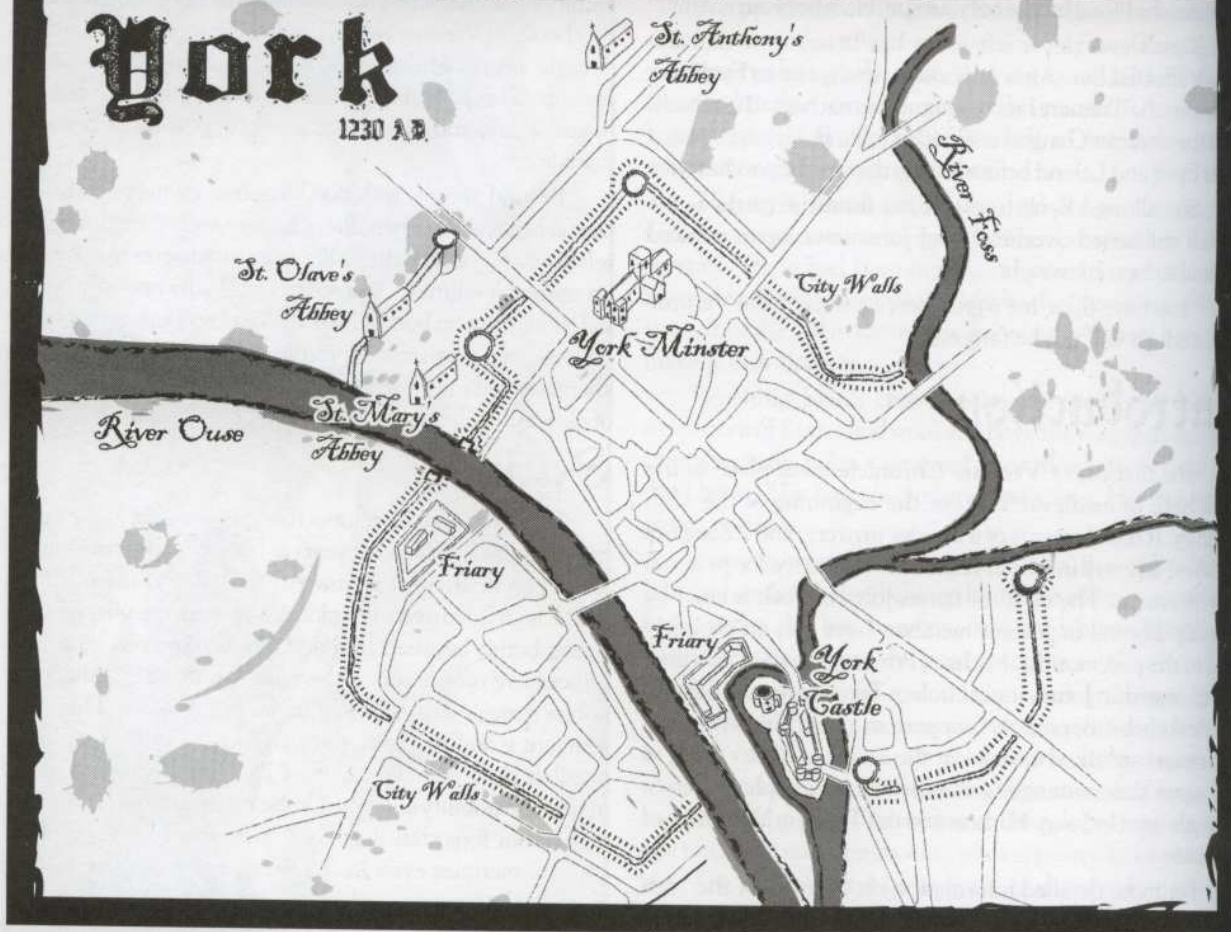 York
1230 A.D.
St. Anthony's
Abbey
River Foss
St. Olave's
Abbey
City Walls
York Minster
St. Mary's
Abbey
River Ouse
Friary
Friary
York
Castle
City Walls